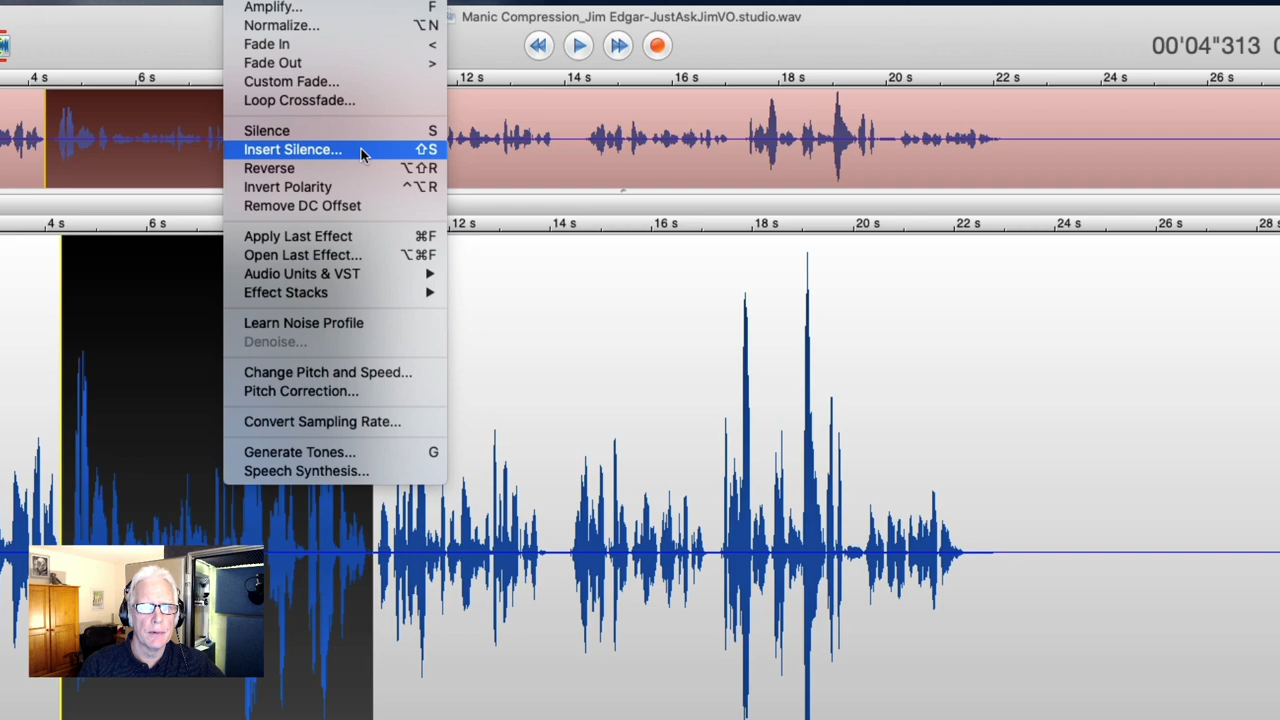 Manic Compression_Jim Edgar-JustAskJimVO.studio.wav
00'04"313
4 s 6 s 12 s 14 s 16 s 18 s 20 s 22 s 24 s 26 s
Amplify... F
Normalize... ⌥N
Fade In <
Fade Out >
Custom Fade...
Loop Crossfade...
Silence S
Insert Silence... ⇧S
Reverse ⌥⇧R
Invert Polarity ^⌥R
Remove DC Offset
Apply Last Effect ⌘F
Open Last Effect... ⌥⌘F
Audio Units & VST
Effect Stacks
Learn Noise Profile
Denoise...
Change Pitch and Speed...
Pitch Correction...
Convert Sampling Rate...
Generate Tones... G
Speech Synthesis...
4 s 6 s 12 s 14 s 16 s 18 s 20 s 22 s 24 s 26 s 28 s